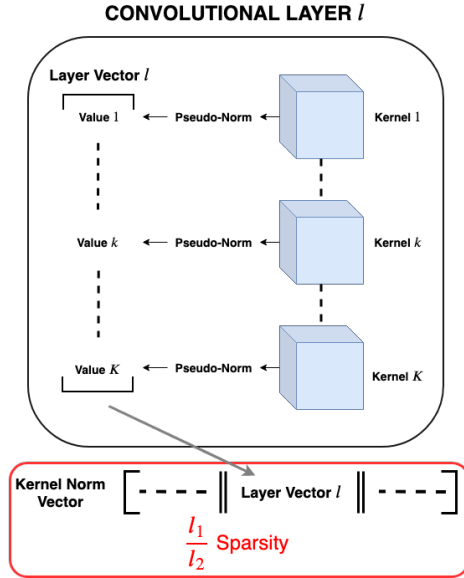 CONVOLUTIONAL LAYER l
Layer Vector l
Value 1 Pseudo-Norm Kernel 1
Value k Pseudo-Norm Kernel k
Value K Pseudo-Norm Kernel K
Kernel Norm
Vector
Layer Vector l
l₁
l₂
Sparsity